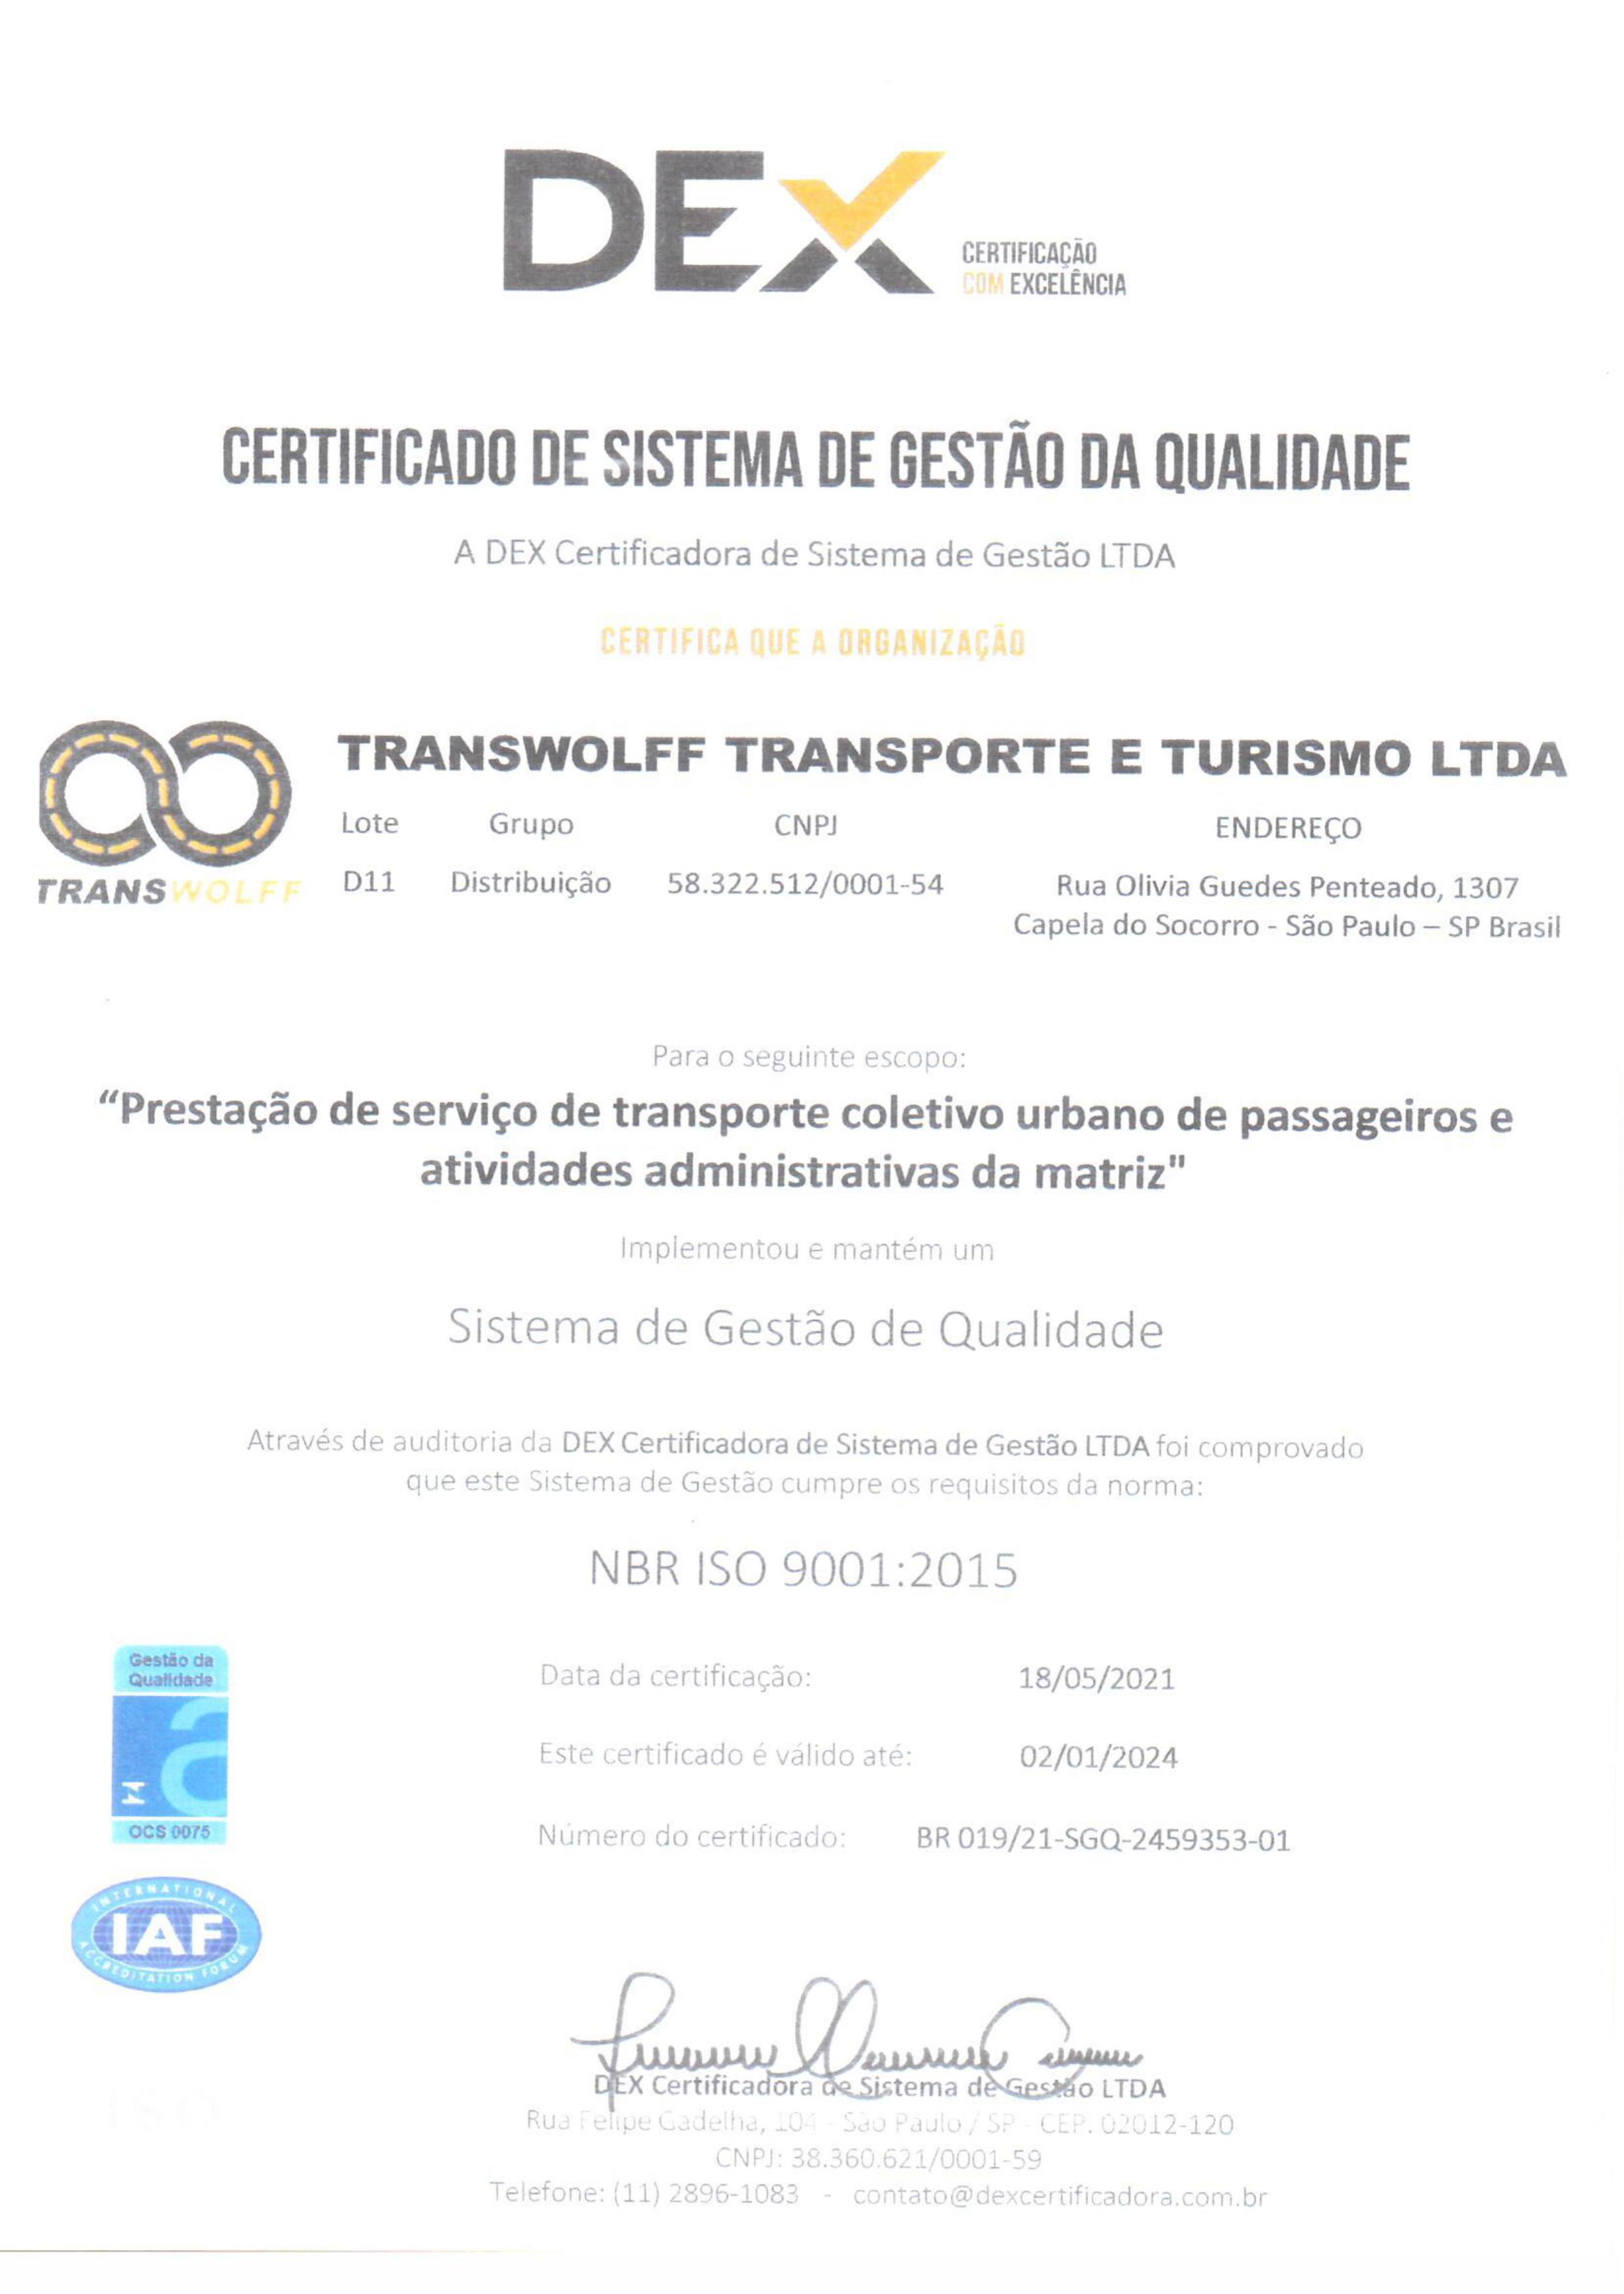 DEX
CERTIFICAÇÃO
COM EXCELÊNCIA
CERTIFICADO DE SISTEMA DE GESTÃO DA QUALIDADE
A DEX Certificadora de Sistema de Gestão LTDA
CERTIFICA QUE A ORGANIZAÇÃO
TRANSWOLFF
TRANSWOLFF TRANSPORTE E TURISMO LTDA
Lote Grupo CNPJ ENDEREÇO
D11 Distribuição 58.322.512/0001-54 Rua Olivia Guedes Penteado, 1307
Capela do Socorro - São Paulo – SP Brasil
Para o seguinte escopo:
“Prestação de serviço de transporte coletivo urbano de passageiros e
atividades administrativas da matriz"
Implementou e mantém um
Sistema de Gestão de Qualidade
Através de auditoria da DEX Certificadora de Sistema de Gestão LTDA foi comprovado
que este Sistema de Gestão cumpre os requisitos da norma:
NBR ISO 9001:2015
Gestão da
Qualidade
OCS 0075
INTERNATIONAL
IAF
ACCREDITATION FORUM
Data da certificação: 18/05/2021
Este certificado é válido até: 02/01/2024
Número do certificado: BR 019/21-SGQ-2459353-01
DEX Certificadora de Sistema de Gestão LTDA
Rua Felipe Gadelha, 104 - São Paulo / SP - CEP. 02012-120
CNPJ: 38.360.621/0001-59
Telefone: (11) 2896-1083 - contato@dexcertificadora.com.br
ISO